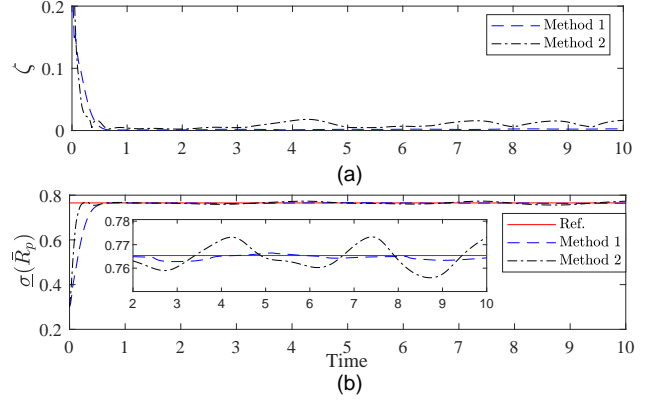 0.2
0.1
0
ζ
Method 1
Method 2
0 1 2 3 4 5 6 7 8 9 10
(a)
0.8
0.6
0.4
0.2
σ(R̄p)
0.78
0.77
0.76
2 3 4 5 6 7 8 9 10
Ref.
Method 1
Method 2
0 1 2 3 4 5 6 7 8 9 10
Time
(b)